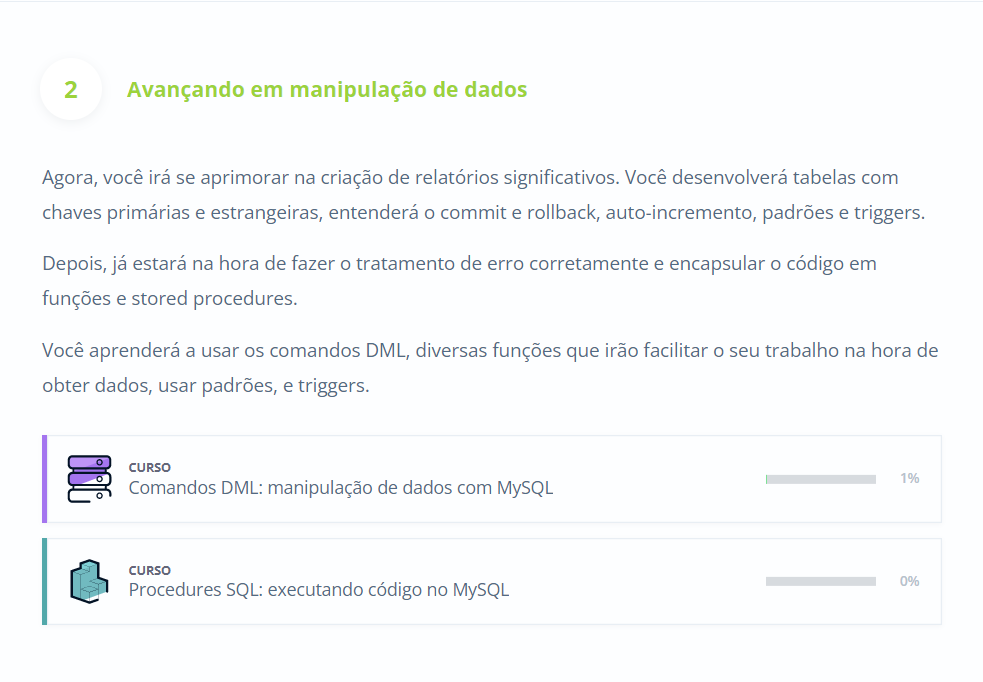 2
Avançando em manipulação de dados
Agora, você irá se aprimorar na criação de relatórios significativos. Você desenvolverá tabelas com
chaves primárias e estrangeiras, entenderá o commit e rollback, auto-incremento, padrões e triggers.
Depois, já estará na hora de fazer o tratamento de erro corretamente e encapsular o código em
funções e stored procedures.
Você aprenderá a usar os comandos DML, diversas funções que irão facilitar o seu trabalho na hora de
obter dados, usar padrões, e triggers.
CURSO
Comandos DML: manipulação de dados com MySQL
1%
CURSO
Procedures SQL: executando código no MySQL
0%